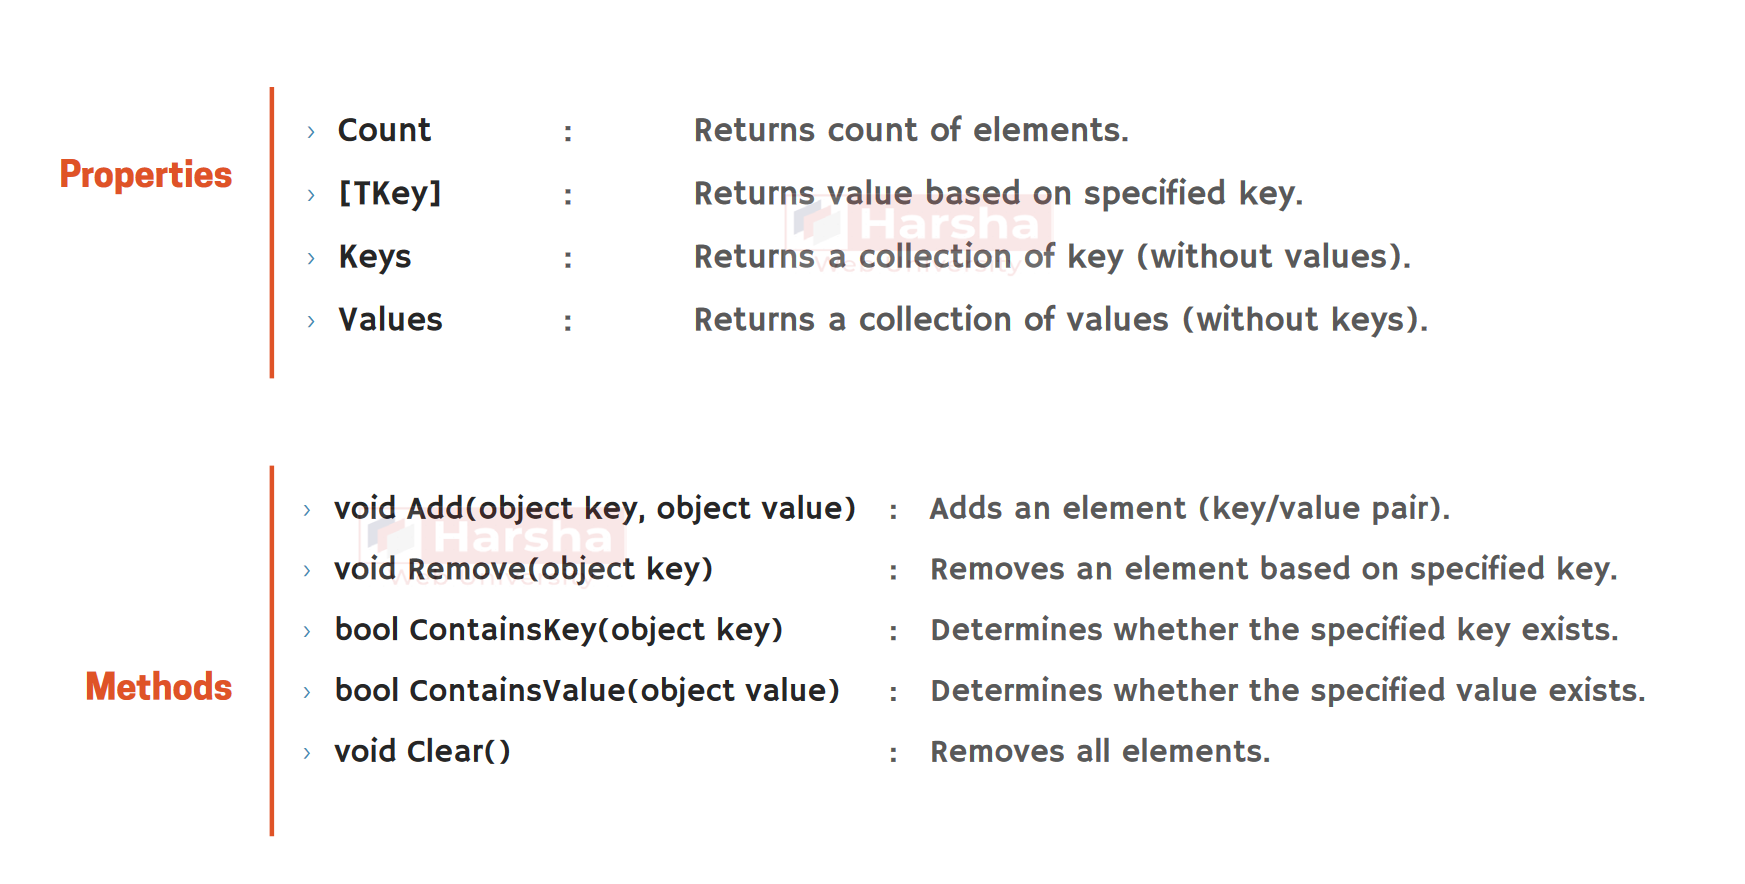 Properties
Count : Returns count of elements.
[TKey] : Returns value based on specified key.
Keys : Returns a collection of key (without values).
Values : Returns a collection of values (without keys).
Harsha
Web University
Methods
void Add(object key, object value) : Adds an element (key/value pair).
void Remove(object key) : Removes an element based on specified key.
bool ContainsKey(object key) : Determines whether the specified key exists.
bool ContainsValue(object value) : Determines whether the specified value exists.
void Clear() : Removes all elements.
Harsha
Web University